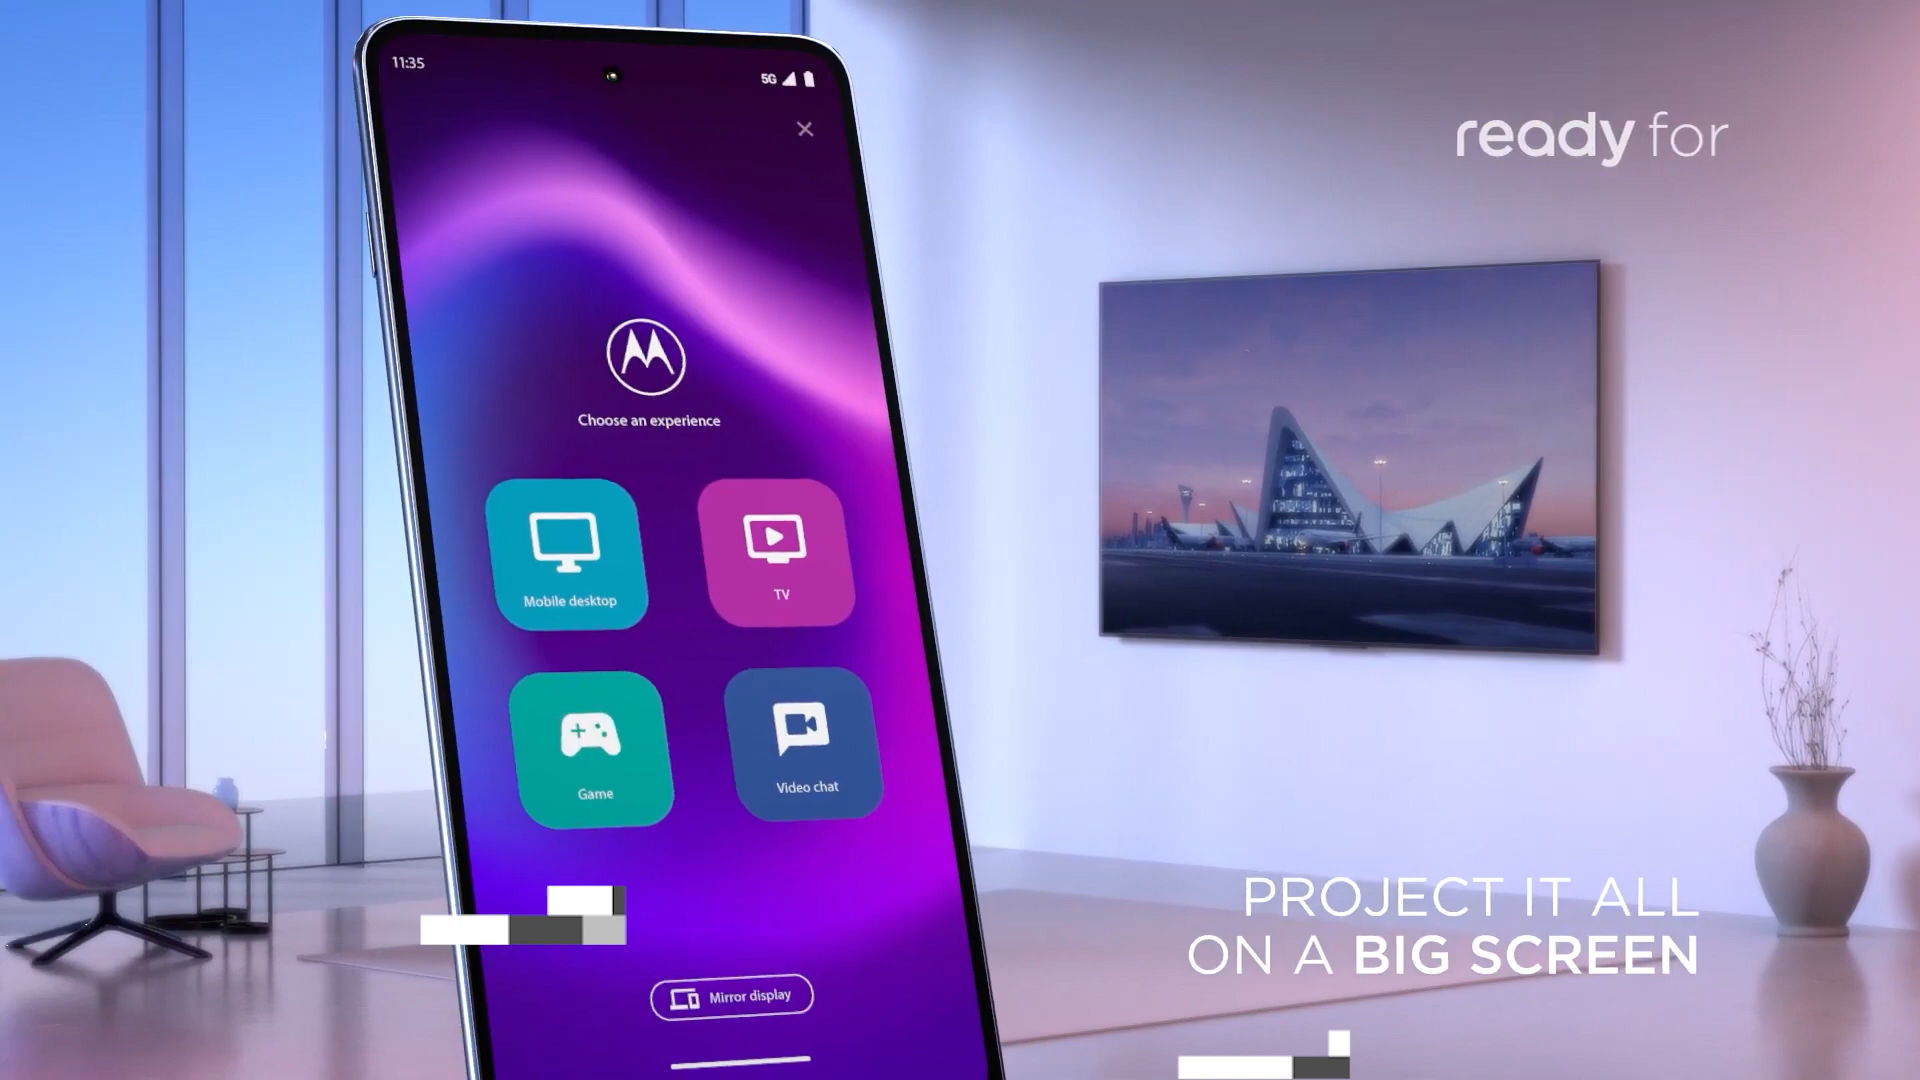 11:35
5G
ready for
Choose an experience
Mobile desktop
TV
Game
Video chat
PROJECT IT ALL
ON A BIG SCREEN
Mirror display